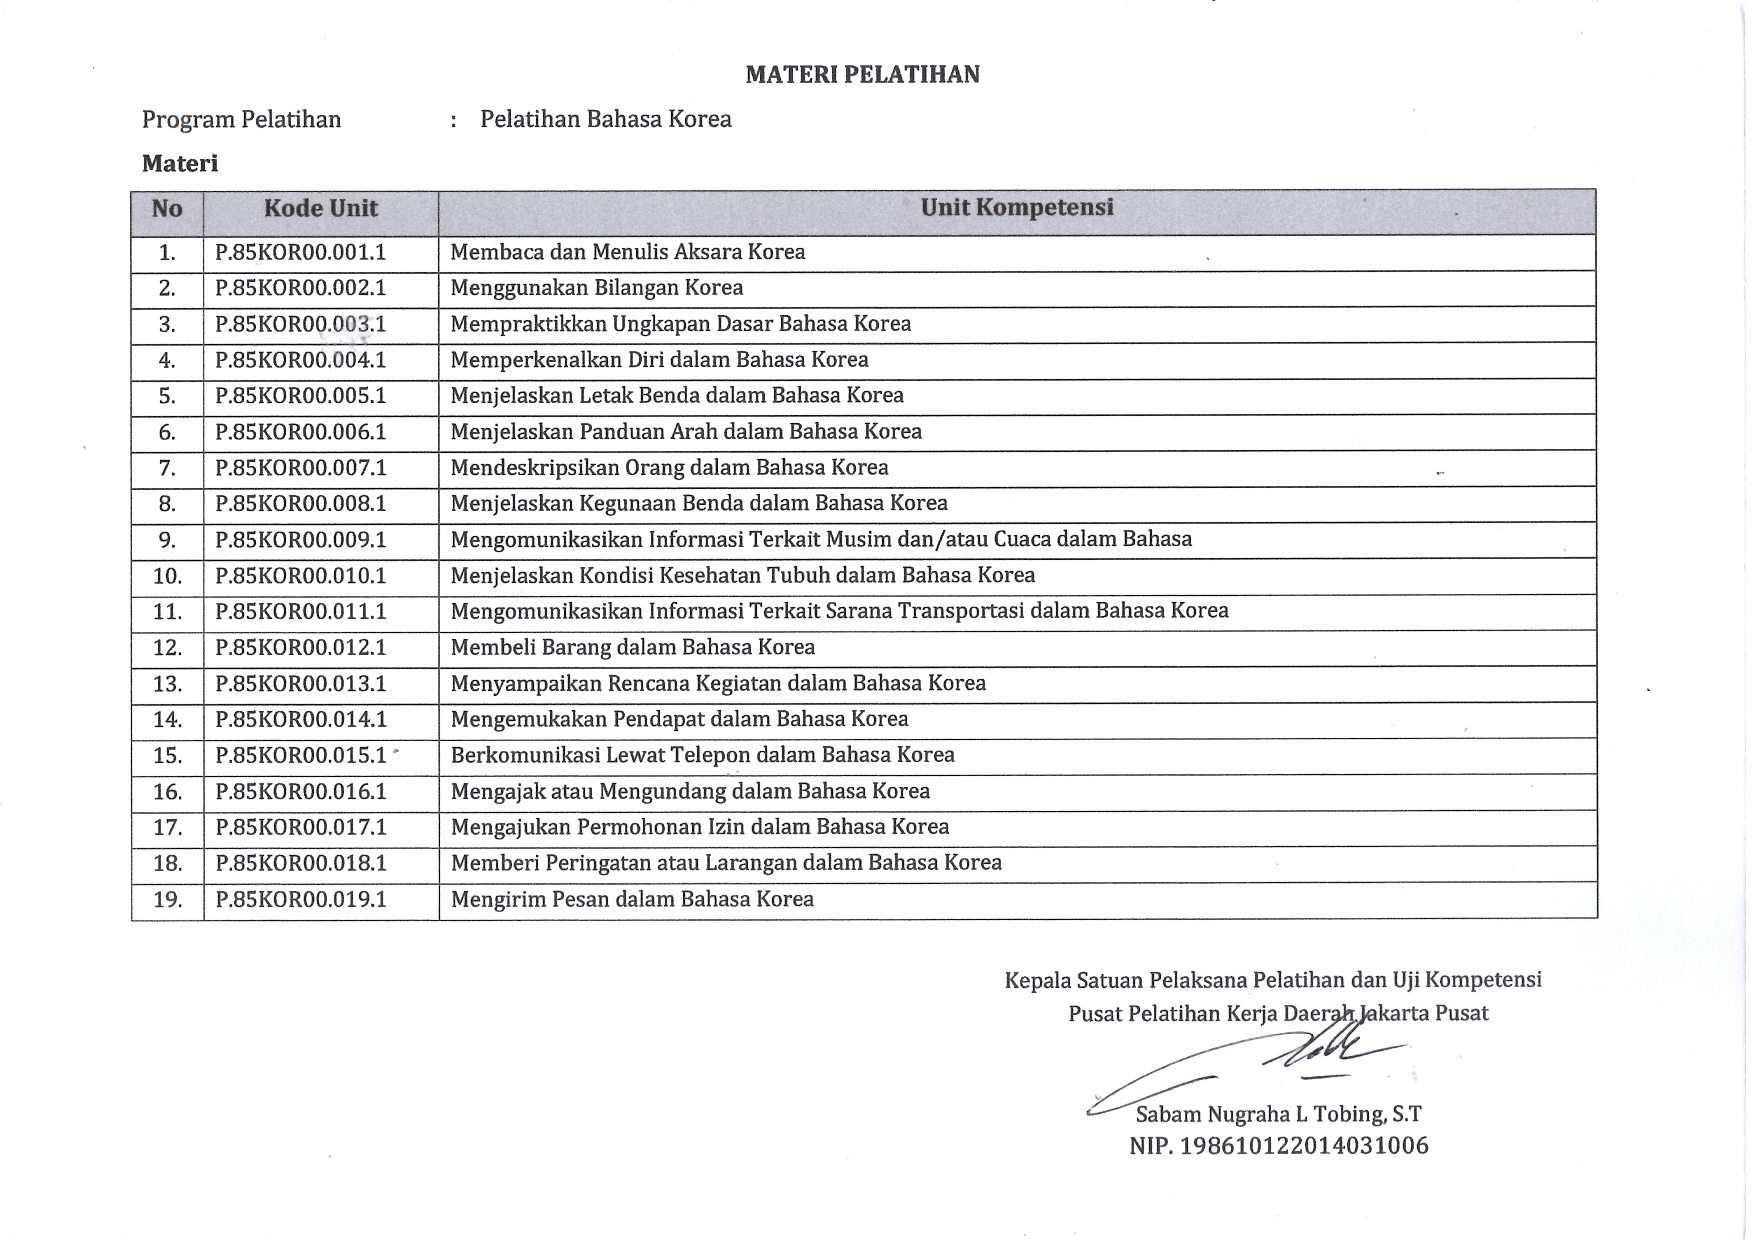 MATERI PELATIHAN
Program Pelatihan : Pelatihan Bahasa Korea
Materi
No Kode Unit Unit Kompetensi
1. P.85KOR00.001.1 Membaca dan Menulis Aksara Korea
2. P.85KOR00.002.1 Menggunakan Bilangan Korea
3. P.85KOR00.003.1 Mempraktikkan Ungkapan Dasar Bahasa Korea
4. P.85KOR00.004.1 Memperkenalkan Diri dalam Bahasa Korea
5. P.85KOR00.005.1 Menjelaskan Letak Benda dalam Bahasa Korea
6. P.85KOR00.006.1 Menjelaskan Panduan Arah dalam Bahasa Korea
7. P.85KOR00.007.1 Mendeskripsikan Orang dalam Bahasa Korea
8. P.85KOR00.008.1 Menjelaskan Kegunaan Benda dalam Bahasa Korea
9. P.85KOR00.009.1 Mengomunikasikan Informasi Terkait Musim dan/atau Cuaca dalam Bahasa
10. P.85KOR00.010.1 Menjelaskan Kondisi Kesehatan Tubuh dalam Bahasa Korea
11. P.85KOR00.011.1 Mengomunikasikan Informasi Terkait Sarana Transportasi dalam Bahasa Korea
12. P.85KOR00.012.1 Membeli Barang dalam Bahasa Korea
13. P.85KOR00.013.1 Menyampaikan Rencana Kegiatan dalam Bahasa Korea
14. P.85KOR00.014.1 Mengemukakan Pendapat dalam Bahasa Korea
15. P.85KOR00.015.1 Berkomunikasi Lewat Telepon dalam Bahasa Korea
16. P.85KOR00.016.1 Mengajak atau Mengundang dalam Bahasa Korea
17. P.85KOR00.017.1 Mengajukan Permohonan Izin dalam Bahasa Korea
18. P.85KOR00.018.1 Memberi Peringatan atau Larangan dalam Bahasa Korea
19. P.85KOR00.019.1 Mengirim Pesan dalam Bahasa Korea
Kepala Satuan Pelaksana Pelatihan dan Uji Kompetensi
Pusat Pelatihan Kerja Daerah Jakarta Pusat
Sabam Nugraha L Tobing, S.T
NIP. 198610122014031006